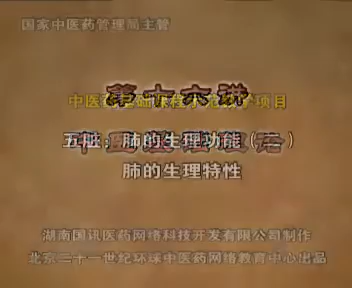 国家中医药管理局主管
第十六讲
项目
五脏：肺的生理功能
肺的生理特性
湖南国讯医药网络科技开发有限公司制作
北京二十一世纪环球中医药网络教育中心出品